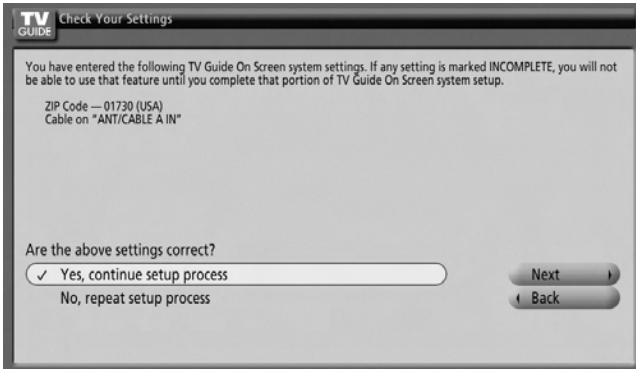 TV GUIDE Check Your Settings
You have entered the following TV Guide On Screen system settings. If any setting is marked INCOMPLETE, you will not
be able to use that feature until you complete that portion of TV Guide On Screen system setup.
ZIP Code — 01730 (USA)
Cable on "ANT/CABLE A IN"
Are the above settings correct?
✓ Yes, continue setup process
Next
No, repeat setup process
Back